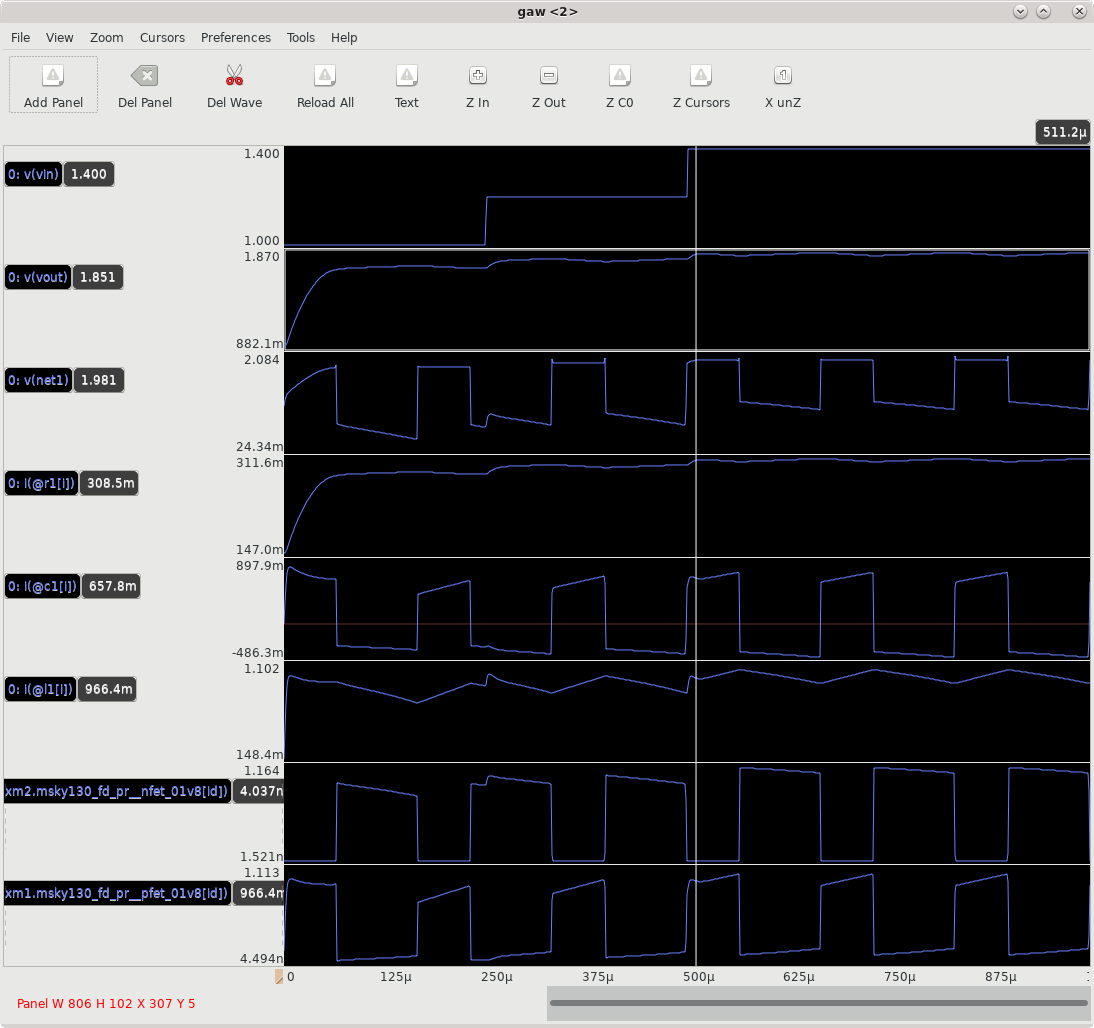 gaw <2>
File View Zoom Cursors Preferences Tools Help
Add Panel Del Panel Del Wave Reload All Text Z In Z Out Z C0 Z Cursors X unZ
511.2µ
1.400
0: v(vin) 1.400
1.000
1.870
0: v(vout) 1.851
882.1m
2.084
0: v(net1) 1.981
24.34m
311.6m
0: i(@r1[i]) 308.5m
147.0m
897.9m
0: i(@c1[i]) 657.8m
-486.3m
1.102
0: i(@l1[i]) 966.4m
148.4m
1.164
xm2.msky130_fd_pr__nfet_01v8[id]) 4.037n
1.521n
1.113
xm1.msky130_fd_pr__pfet_01v8[id]) 966.4m
4.494n
0 125µ 250µ 375µ 500µ 625µ 750µ 875µ
Panel W 806 H 102 X 307 Y 5